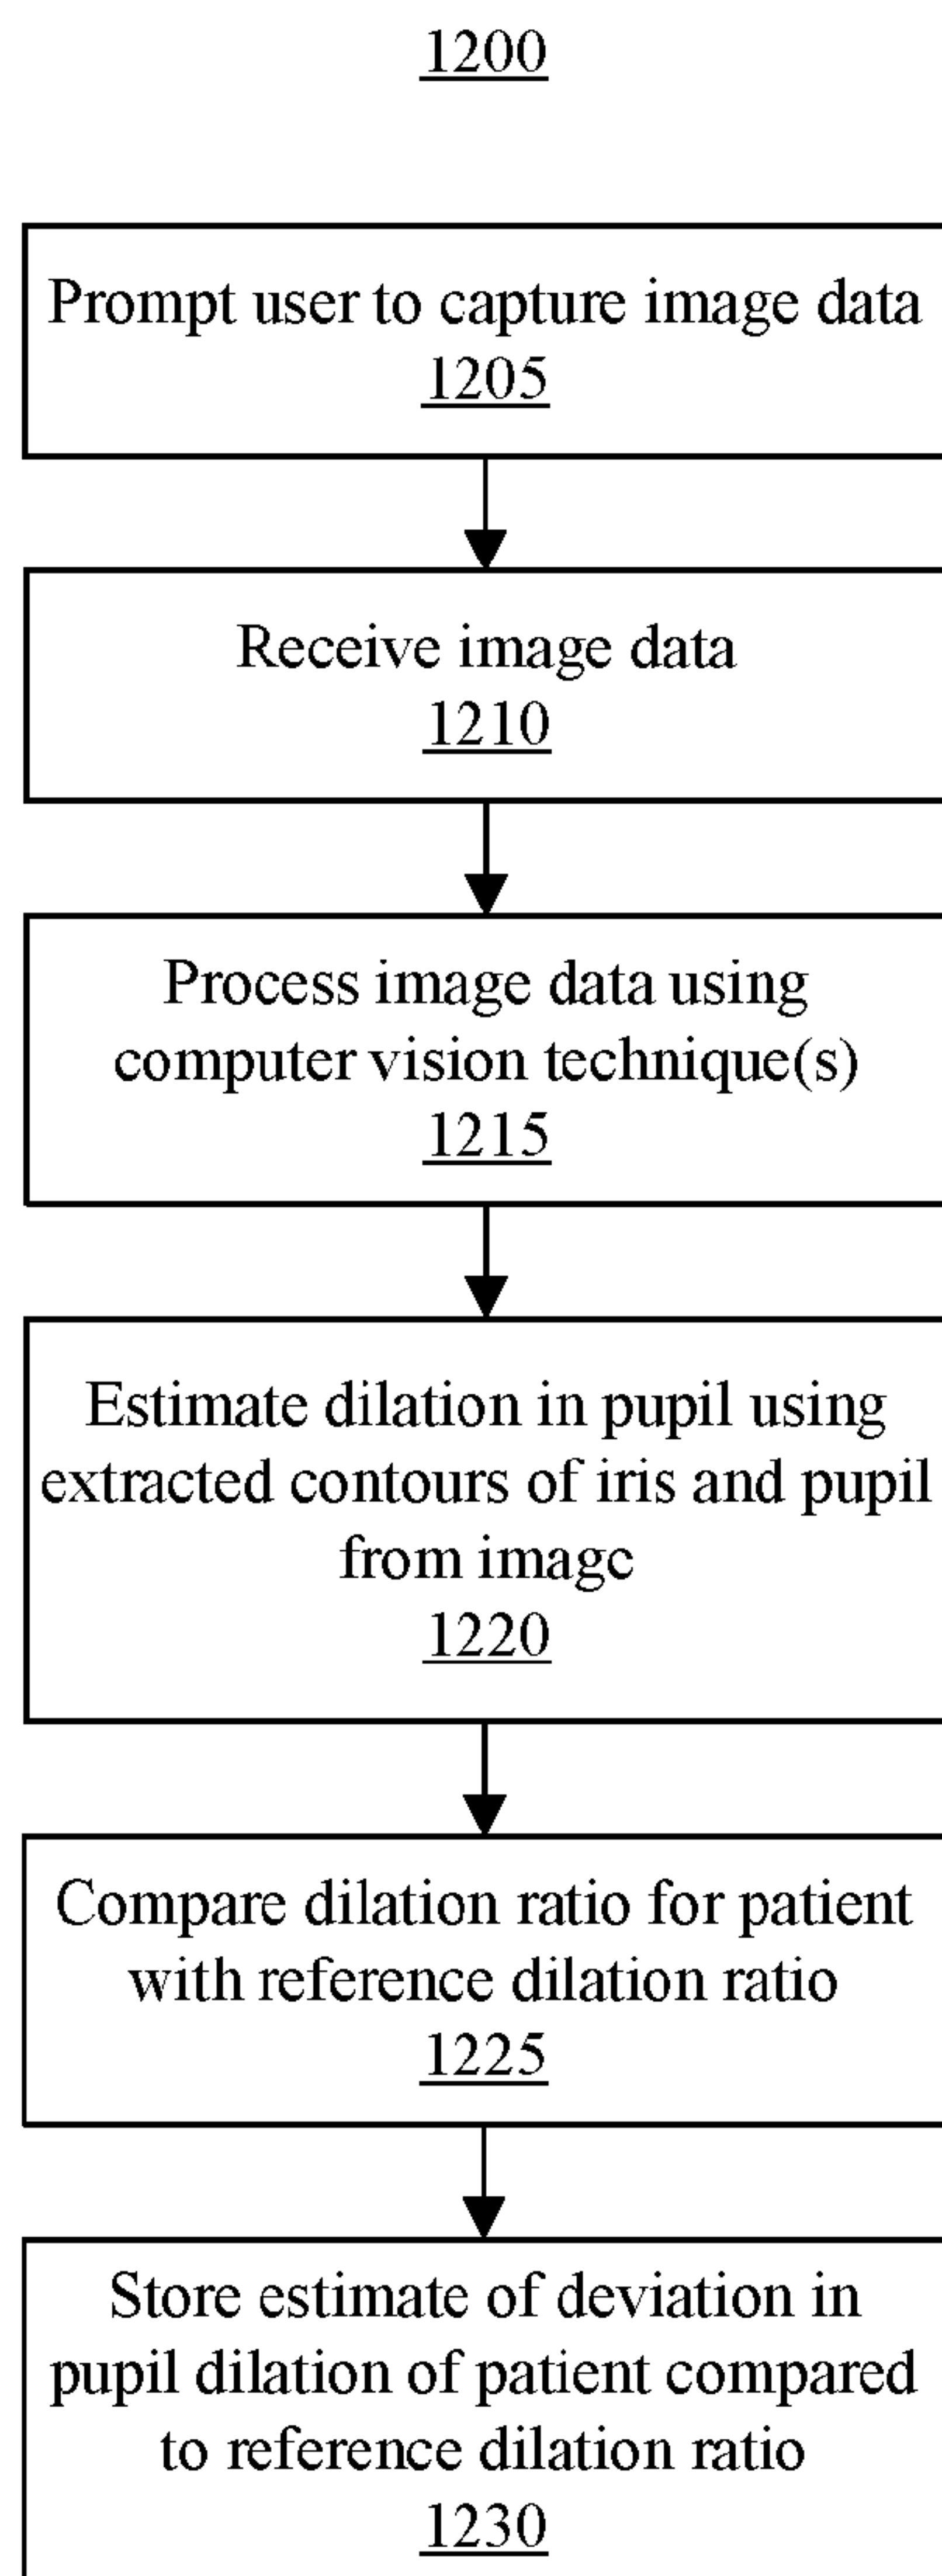 1200
Prompt user to capture image data
1205
Receive image data
1210
Process image data using
computer vision technique(s)
1215
Estimate dilation in pupil using
extracted contours of iris and pupil
from image
1220
Compare dilation ratio for patient
with reference dilation ratio
1225
Store estimate of deviation in
pupil dilation of patient compared
to reference dilation ratio
1230